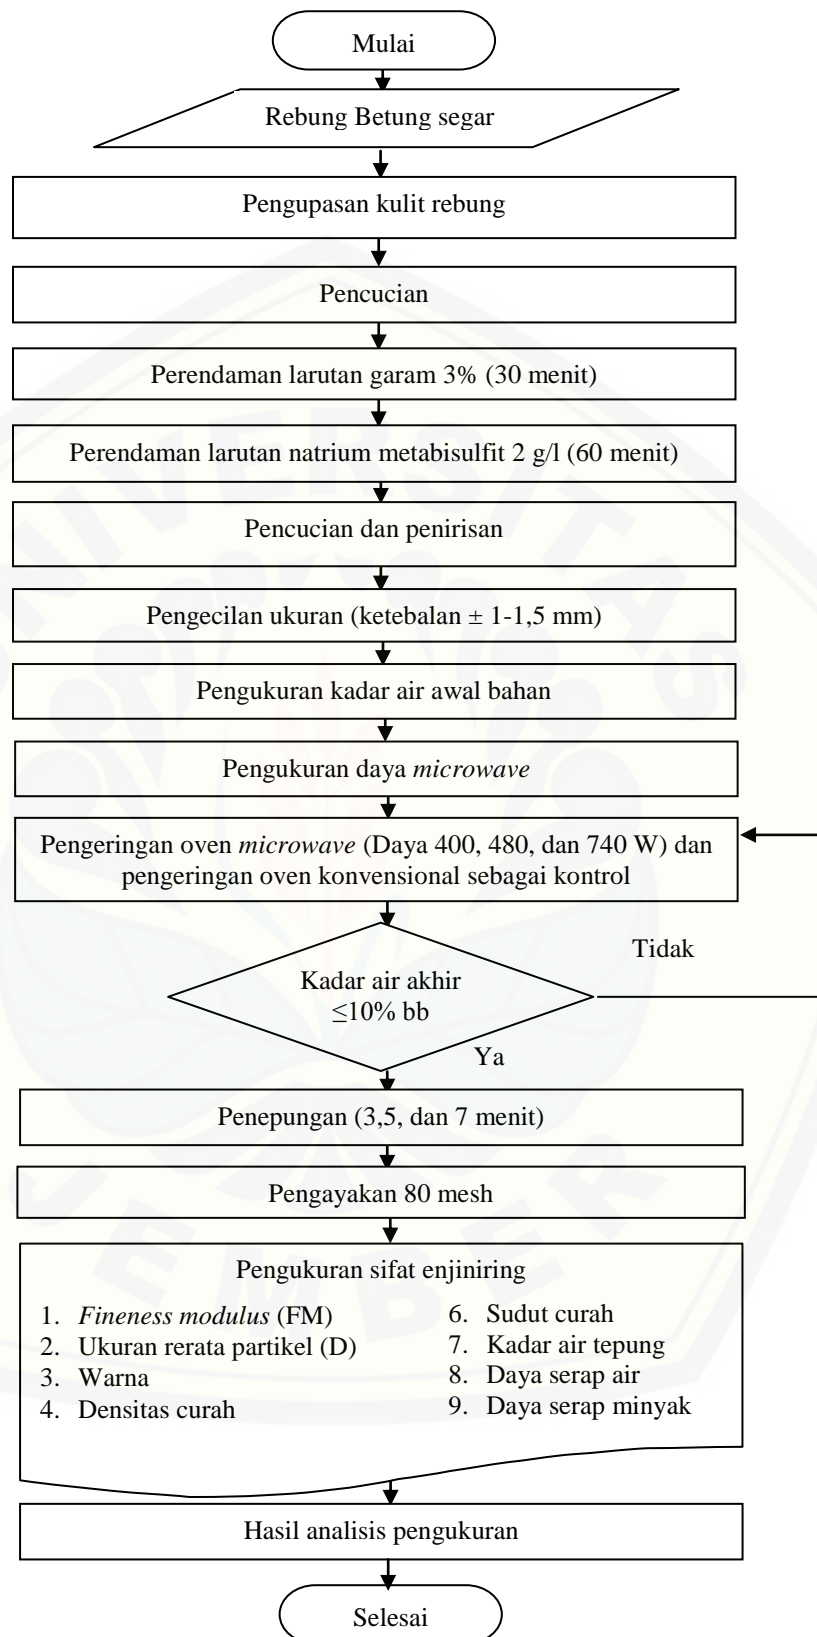 Mulai
Rebung Betung segar
Pengupasan kulit rebung
Pencucian
Perendaman larutan garam 3% (30 menit)
Perendaman larutan natrium metabisulfit 2 g/l (60 menit)
Pencucian dan penirisan
Pengecilan ukuran (ketebalan ± 1-1,5 mm)
Pengukuran kadar air awal bahan
Pengukuran daya microwave
Pengeringan oven microwave (Daya 400, 480, dan 740 W) dan
pengeringan oven konvensional sebagai kontrol
Tidak
Kadar air akhir
≤10% bb
Ya
Penepungan (3,5, dan 7 menit)
Pengayakan 80 mesh
Pengukuran sifat enjiniring
1. Fineness modulus (FM)
2. Ukuran rerata partikel (D)
3. Warna
4. Densitas curah
6. Sudut curah
7. Kadar air tepung
8. Daya serap air
9. Daya serap minyak
Hasil analisis pengukuran
Selesai
UNIVERSITAS
JEMBER